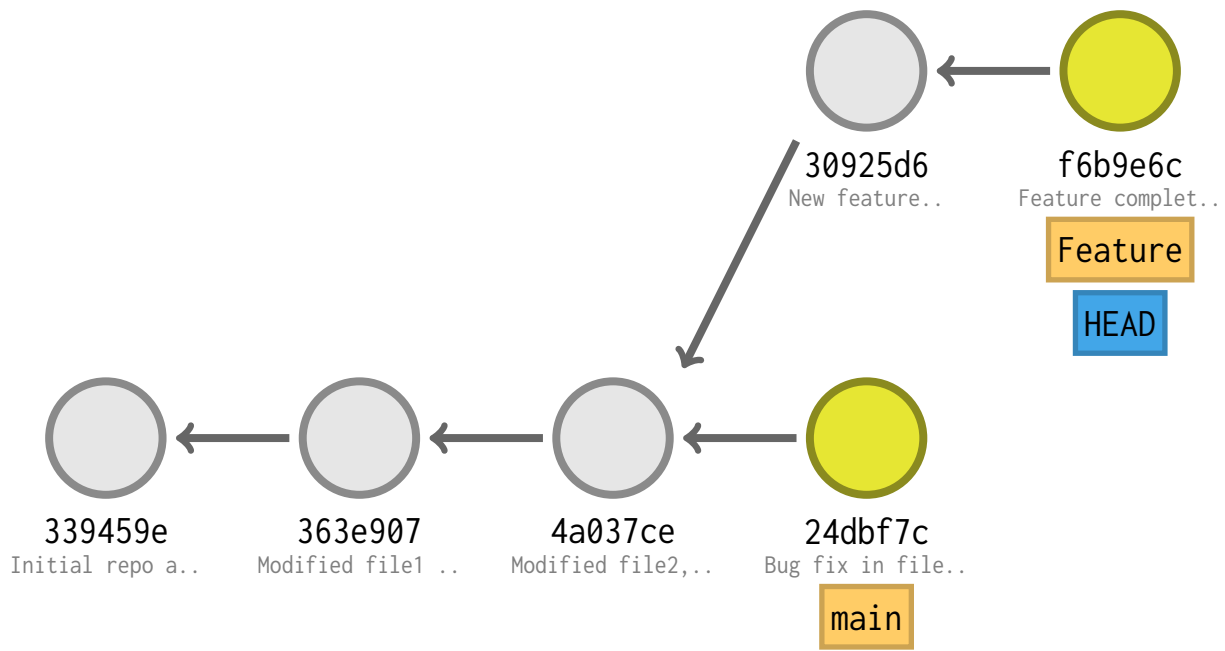 30925d6
New feature..
f6b9e6c
Feature complet..
Feature
HEAD
339459e
Initial repo a..
363e907
Modified file1 ..
4a037ce
Modified file2,..
24dbf7c
Bug fix in file..
main